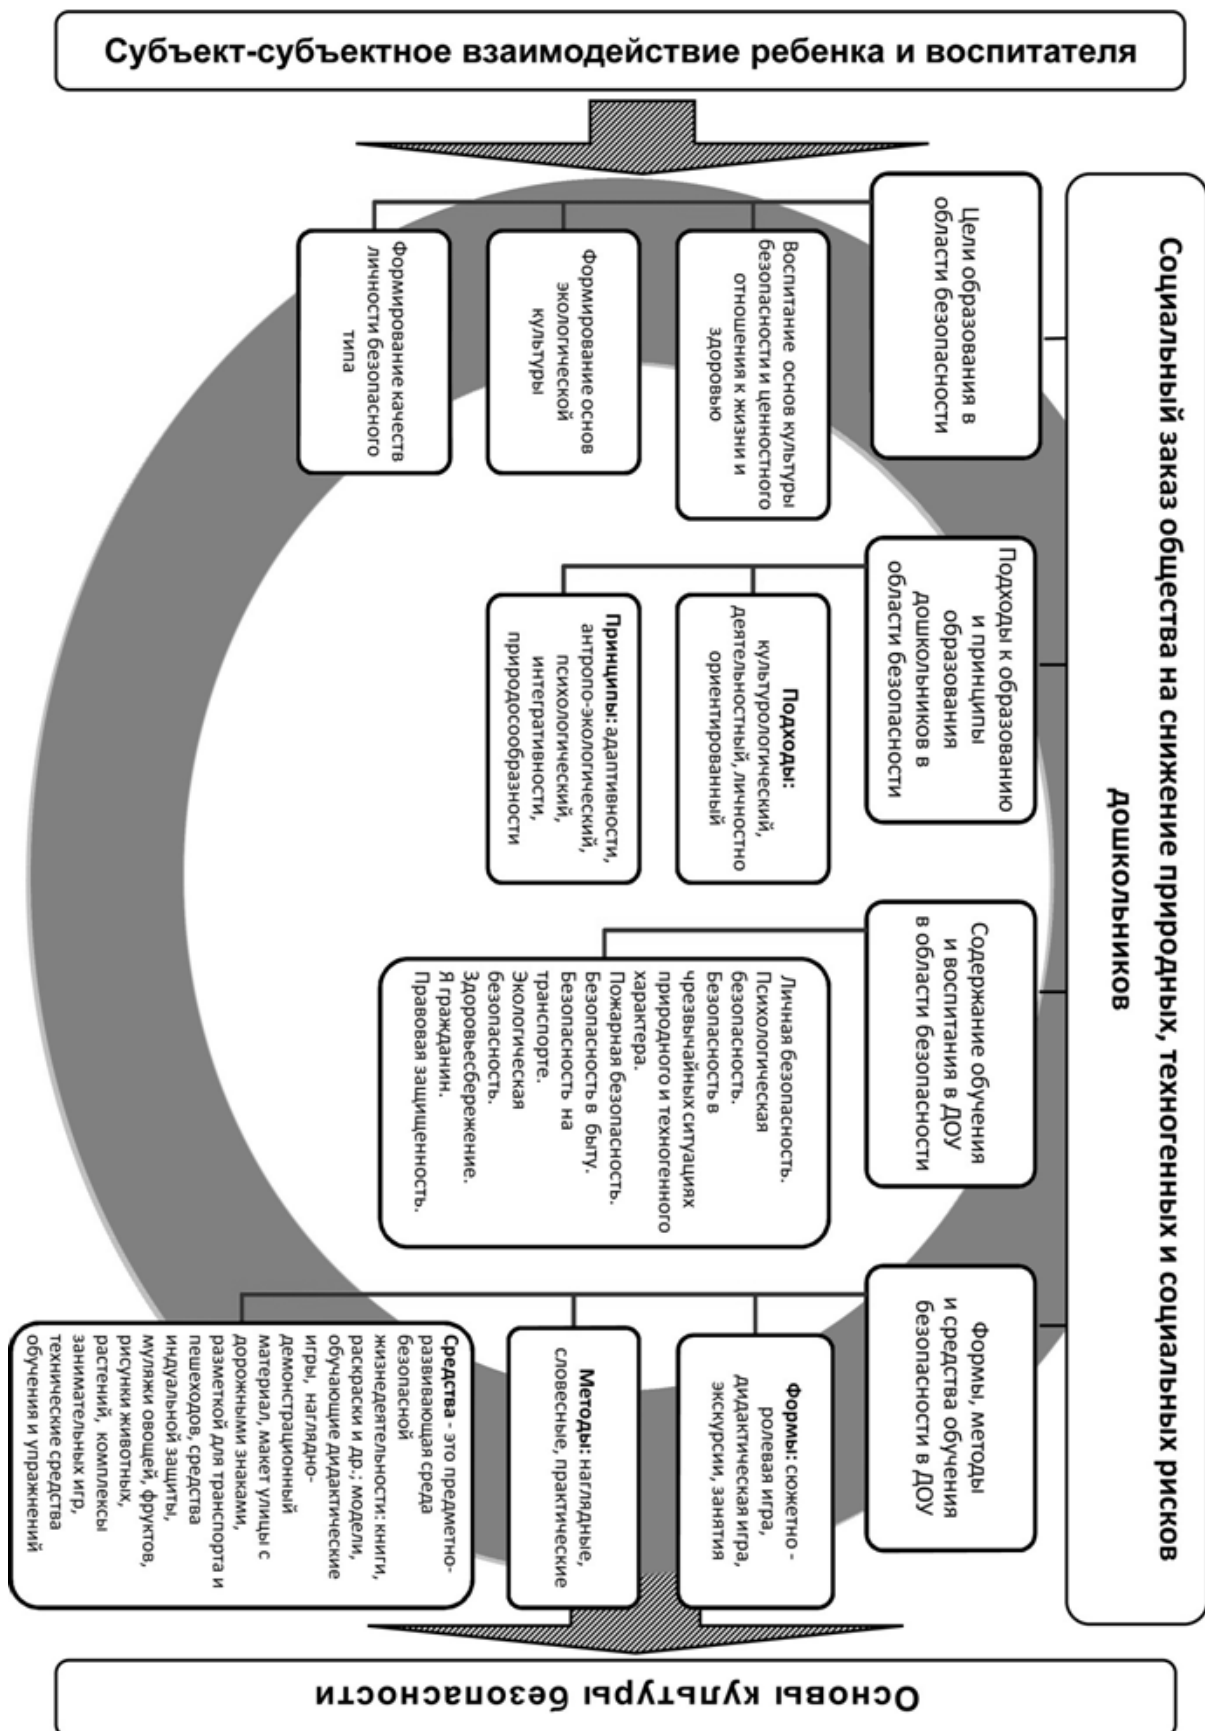 Субъект-субъектное взаимодействие ребенка и воспитателя
Социальный заказ общества на снижение природных, техногенных и социальных рисков
дошкольников
Цели образования в
области безопасности
Воспитание основ культуры
безопасности и ценностного
отношения к жизни и
здоровью
Формирование основ
экологической
культуры
Формирование качеств
личности безопасного
типа
Подходы к образованию
и принципы
образования
дошкольников в
области безопасности
Подходы:
культурологический,
деятельностный, личностно
ориентированный
Принципы: адаптивности,
антропо-экологический,
психологический,
интегративности,
природосообразности
Содержание обучения
и воспитания в ДОУ
в области безопасности
Личная безопасность.
Психологическая
безопасность.
Безопасность в
чрезвычайных ситуациях
природного и техногенного
характера.
Пожарная безопасность.
Безопасность в быту.
Безопасность на
транспорте.
Экологическая
безопасность.
Здоровьесбережение.
Я гражданин.
Правовая защищенность.
Формы, методы
и средства обучения
безопасности в ДОУ
Формы: сюжетно -
ролевая игра,
дидактическая игра,
экскурсии, занятия
Методы: наглядные,
словесные, практические
Средства - это предметно-
развивающая среда
безопасной
жизнедеятельности: книги,
раскраски и др.; модели,
обучающие дидактические
игры, наглядно-
демонстрационный
материал, макет улицы с
дорожными знаками,
разметкой для транспорта и
пешеходов, средства
индуальной защиты,
муляжи овощей, фруктов,
рисунки животных,
растений, комплексы
занимательных игр,
технические средства
обучения и упражнений
Основы культуры безопасности